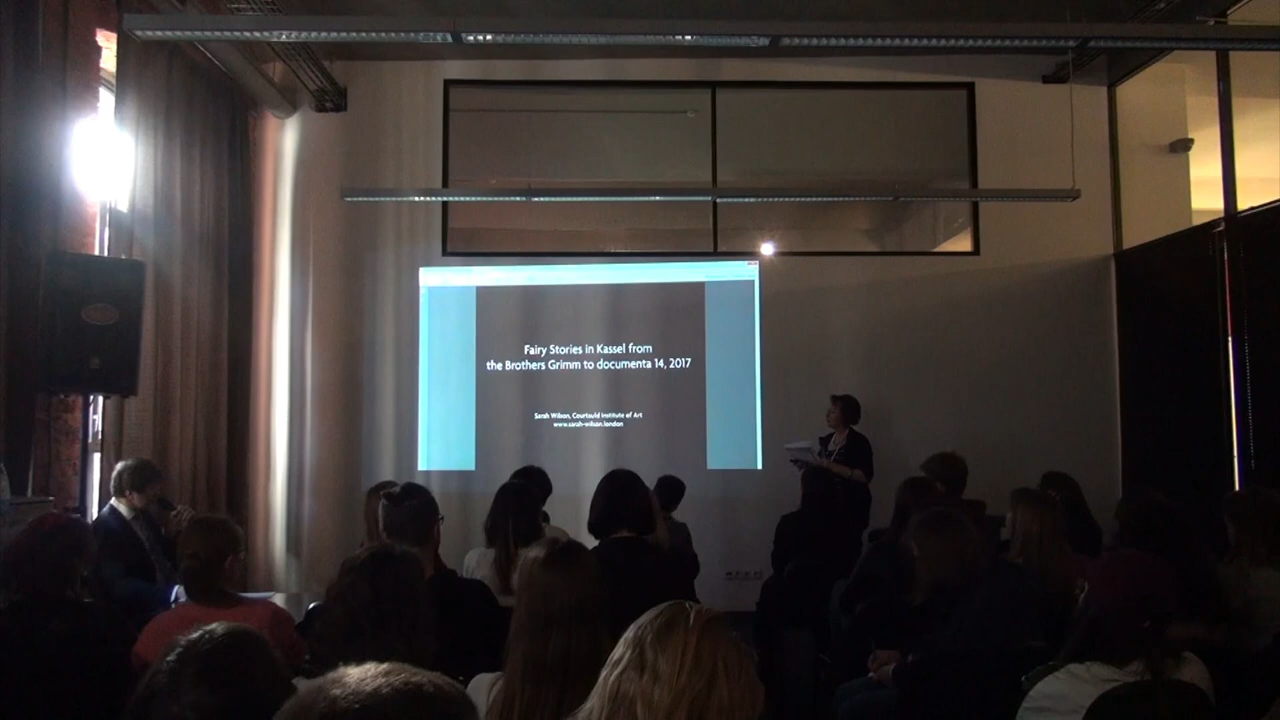 Fairy Stories in Kassel from
the Brothers Grimm to documenta 14, 2017
Sarah Wilson, Courtauld Institute of Art
www.sarah-wilson.london